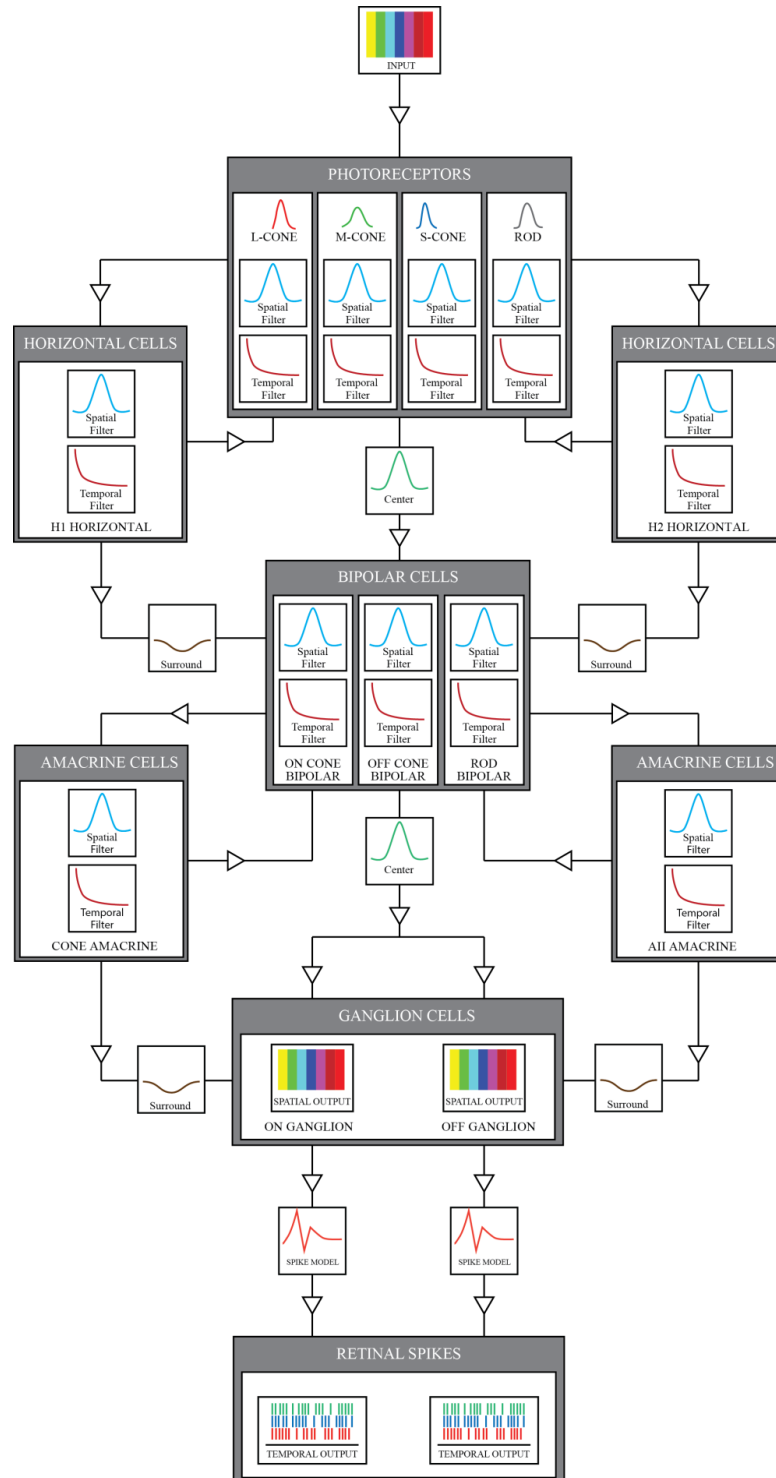 INPUT
PHOTORECEPTORS
L-CONE
M-CONE
S-CONE
ROD
Spatial
Filter
Spatial
Filter
Spatial
Filter
Spatial
Filter
Temporal
Filter
Temporal
Filter
Temporal
Filter
Temporal
Filter
HORIZONTAL CELLS
Spatial
Filter
Temporal
Filter
H1 HORIZONTAL
HORIZONTAL CELLS
Spatial
Filter
Temporal
Filter
H2 HORIZONTAL
Center
Surround
Surround
BIPOLAR CELLS
Spatial
Filter
Spatial
Filter
Spatial
Filter
Temporal
Filter
Temporal
Filter
Temporal
Filter
ON CONE
BIPOLAR
OFF CONE
BIPOLAR
ROD
BIPOLAR
AMACRINE CELLS
Spatial
Filter
Temporal
Filter
CONE AMACRINE
AMACRINE CELLS
Spatial
Filter
Temporal
Filter
AII AMACRINE
Center
Surround
Surround
GANGLION CELLS
SPATIAL OUTPUT
ON GANGLION
SPATIAL OUTPUT
OFF GANGLION
SPIKE MODEL
SPIKE MODEL
RETINAL SPIKES
TEMPORAL OUTPUT
TEMPORAL OUTPUT